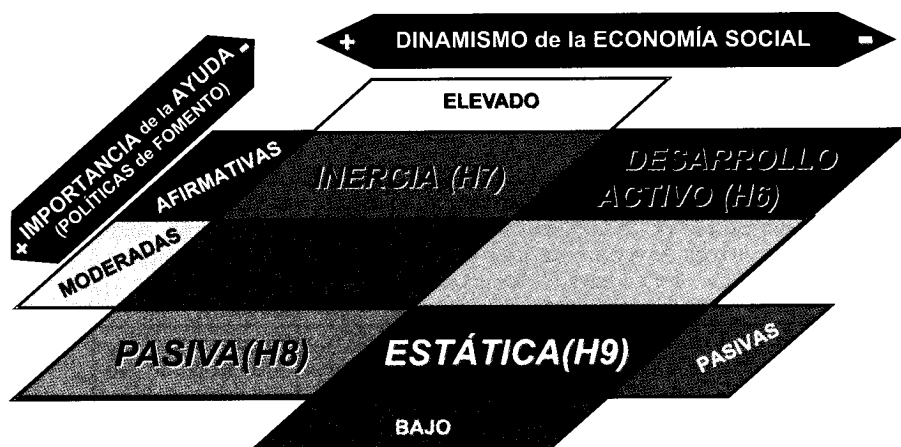 + DINAMISMO de la ECONOMÍA SOCIAL -
+ IMPORTANCIA de la AYUDA -
(POLÍTICAS de FOMENTO)
ELEVADO
AFIRMATIVAS
INERCIA (H7)
DESARROLLO
ACTIVO (H6)
MODERADAS
PASIVA(H8)
ESTÁTICA(H9)
PASIVAS
BAJO